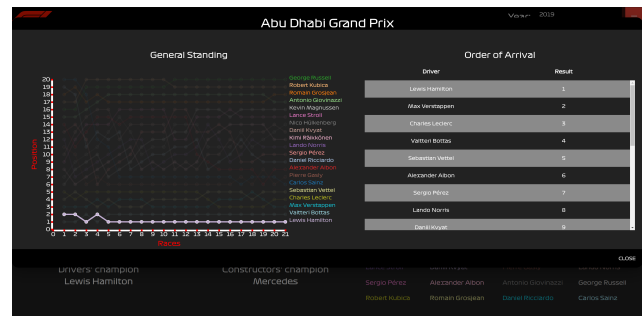 Abu Dhabi Grand Prix
Year: 2019
General Standing
Order of Arrival
Driver Result
Lewis Hamilton 1
Max Verstappen 2
Charles Leclerc 3
Valtteri Bottas 4
Sebastian Vettel 5
Alexander Albon 6
Sergio Pérez 7
Lando Norris 8
Daniil Kvyat 9
Position
20
19
18
17
16
15
14
13
12
11
10
9
8
7
6
5
4
3
2
1
0
0 1 2 3 4 5 6 7 8 9 10 11 12 13 14 15 16 17 18 19 20 21
Races
George Russell
Robert Kubica
Romain Grosjean
Antonio Giovinazzi
Kevin Magnussen
Lance Stroll
Nico Hülkenberg
Daniil Kvyat
Kimi Räikkönen
Lando Norris
Sergio Pérez
Daniel Ricciardo
Alexander Albon
Pierre Gasly
Carlos Sainz
Sebastian Vettel
Charles Leclerc
Max Verstappen
Valtteri Bottas
Lewis Hamilton
CLOSE
Drivers' champion
Lewis Hamilton
Constructors' champion
Mercedes
Sergio Pérez Alexander Albon Antonio Giovinazzi George Russell
Robert Kubica Romain Grosjean Daniel Ricciardo Carlos Sainz